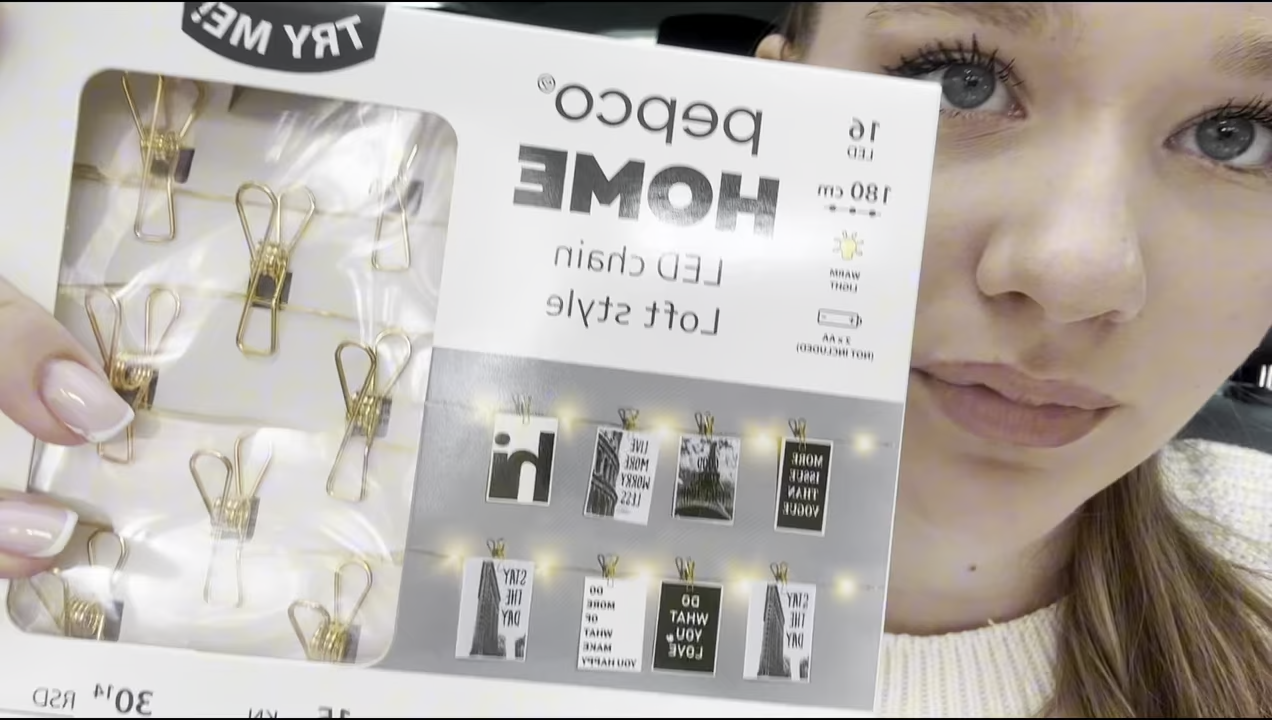 TRY ME!
pepco®
HOME
LED chain
Loft style
16
LED
180 cm
WARM
LIGHT
2 x AA
(NOT INCLUDED)
MORE
ISSUE
THAN
VOGUE
LIVE
MORE
WORRY
LESS
hi
STAY
THE
DAY
DO
WHAT
YOU
LOVE
DO
MORE
OF
WHAT
MAKE
YOU HAPPY
STAY
THE
DAY
KN
3014 RSD